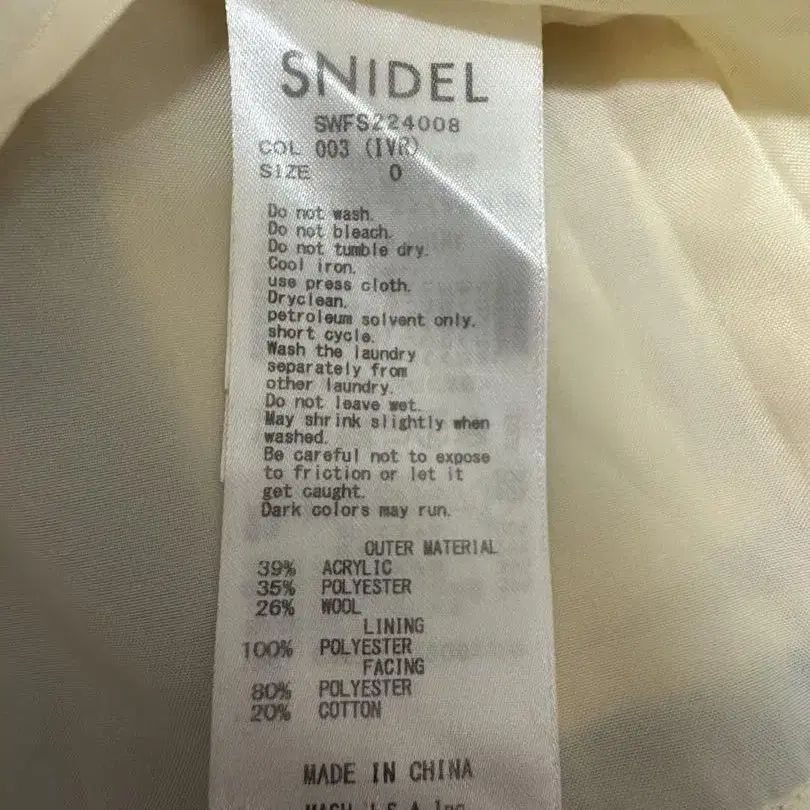 SNIDEL
SWFS224008
COL 003 (IVR)
SIZE 0
Do not wash.
Do not bleach.
Do not tumble dry.
Cool iron.
use press cloth.
Dryclean.
petroleum solvent only.
short cycle.
Wash the laundry
separately from
other laundry.
Do not leave wet.
May shrink slightly when
washed.
Be careful not to expose
to friction or let it
get caught.
Dark colors may run.
OUTER MATERIAL
39% ACRYLIC
35% POLYESTER
26% WOOL
LINING
100% POLYESTER
FACING
80% POLYESTER
20% COTTON
MADE IN CHINA